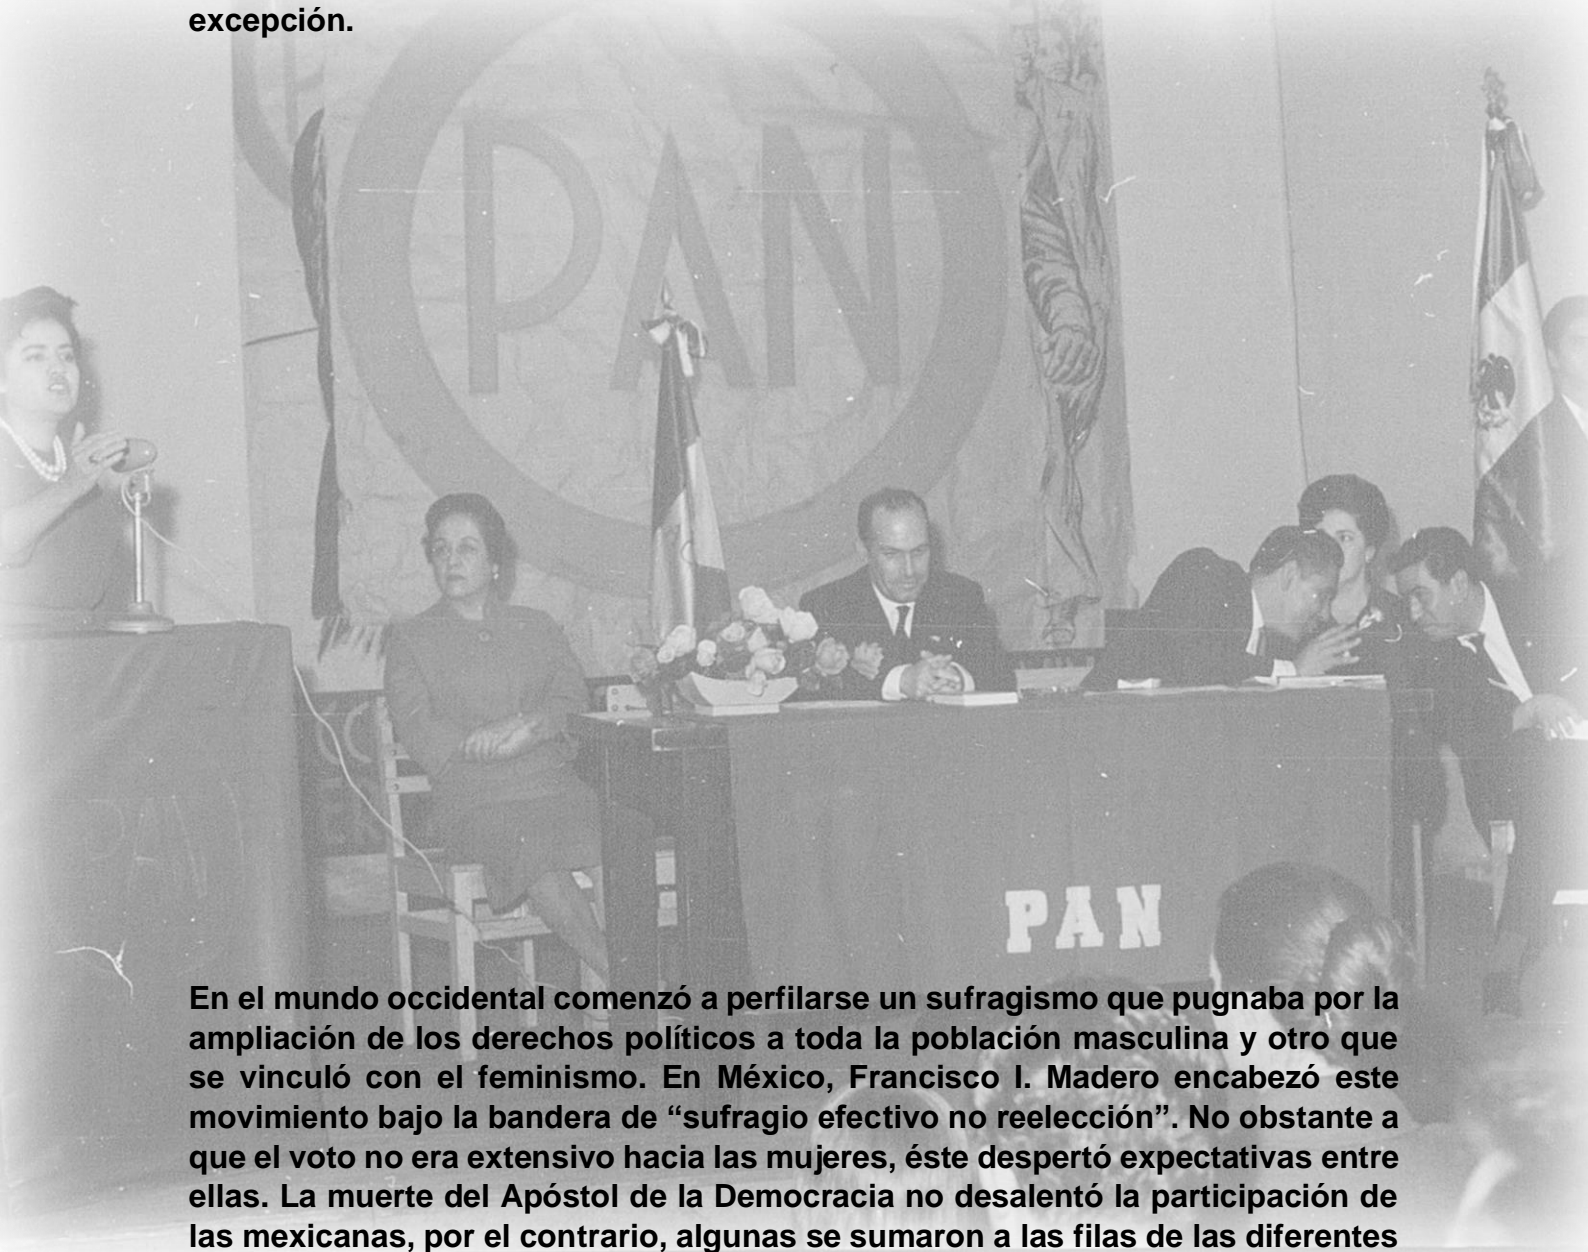 excepción.
PAN
PAN
En el mundo occidental comenzó a perfilarse un sufragismo que pugnaba por la
ampliación de los derechos políticos a toda la población masculina y otro que
se vinculó con el feminismo. En México, Francisco I. Madero encabezó este
movimiento bajo la bandera de “sufragio efectivo no reelección”. No obstante a
que el voto no era extensivo hacia las mujeres, éste despertó expectativas entre
ellas. La muerte del Apóstol de la Democracia no desalentó la participación de
las mexicanas, por el contrario, algunas se sumaron a las filas de las diferentes